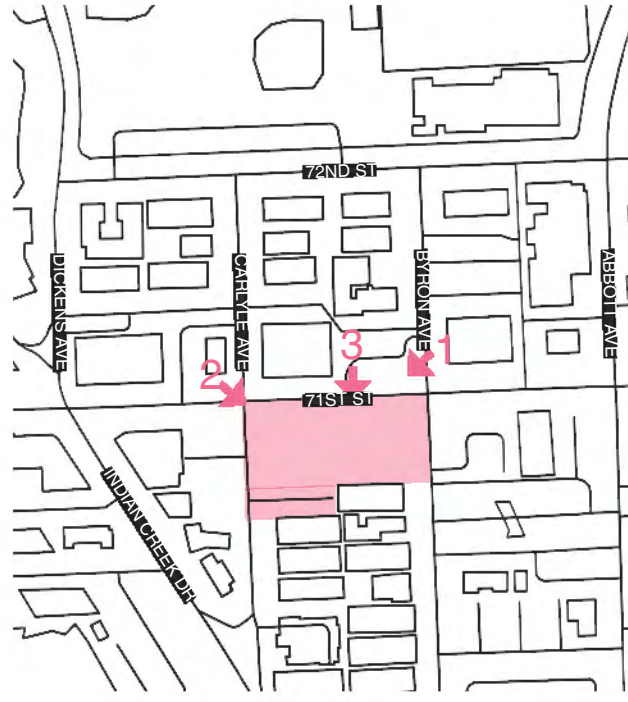 72ND ST
DICKENS AVE
CARLYLE AVE
BYRON AVE
ABBOTT AVE
1
3
2
71ST ST
INDIAN CREEK DR